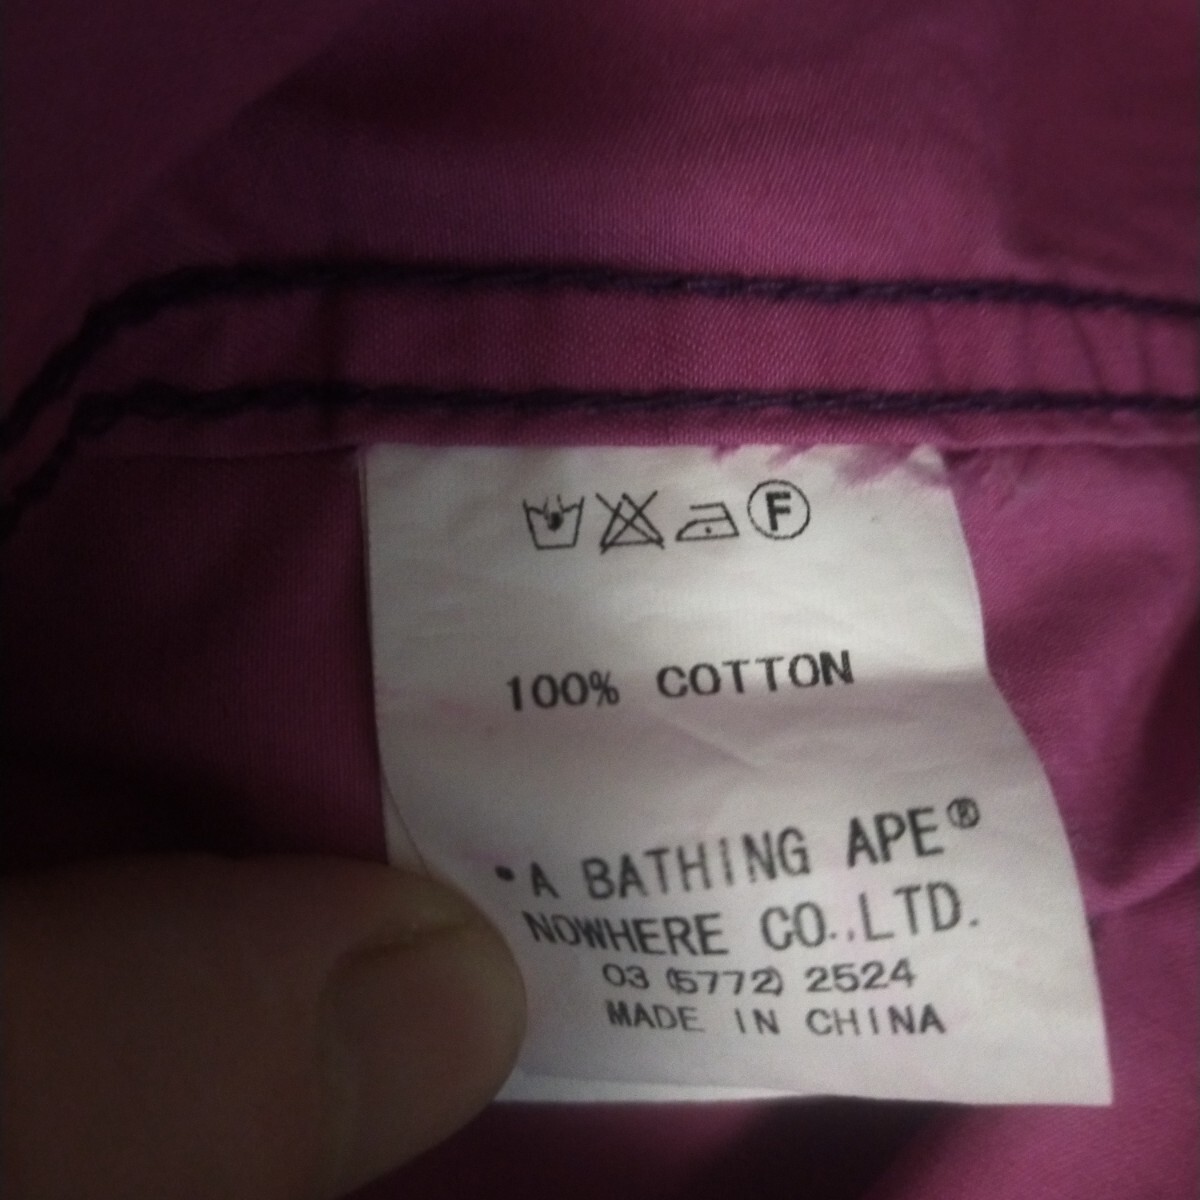 F
100% COTTON
"A BATHING APE®
NOWHERE CO.,LTD.
03 (5772) 2524
MADE IN CHINA